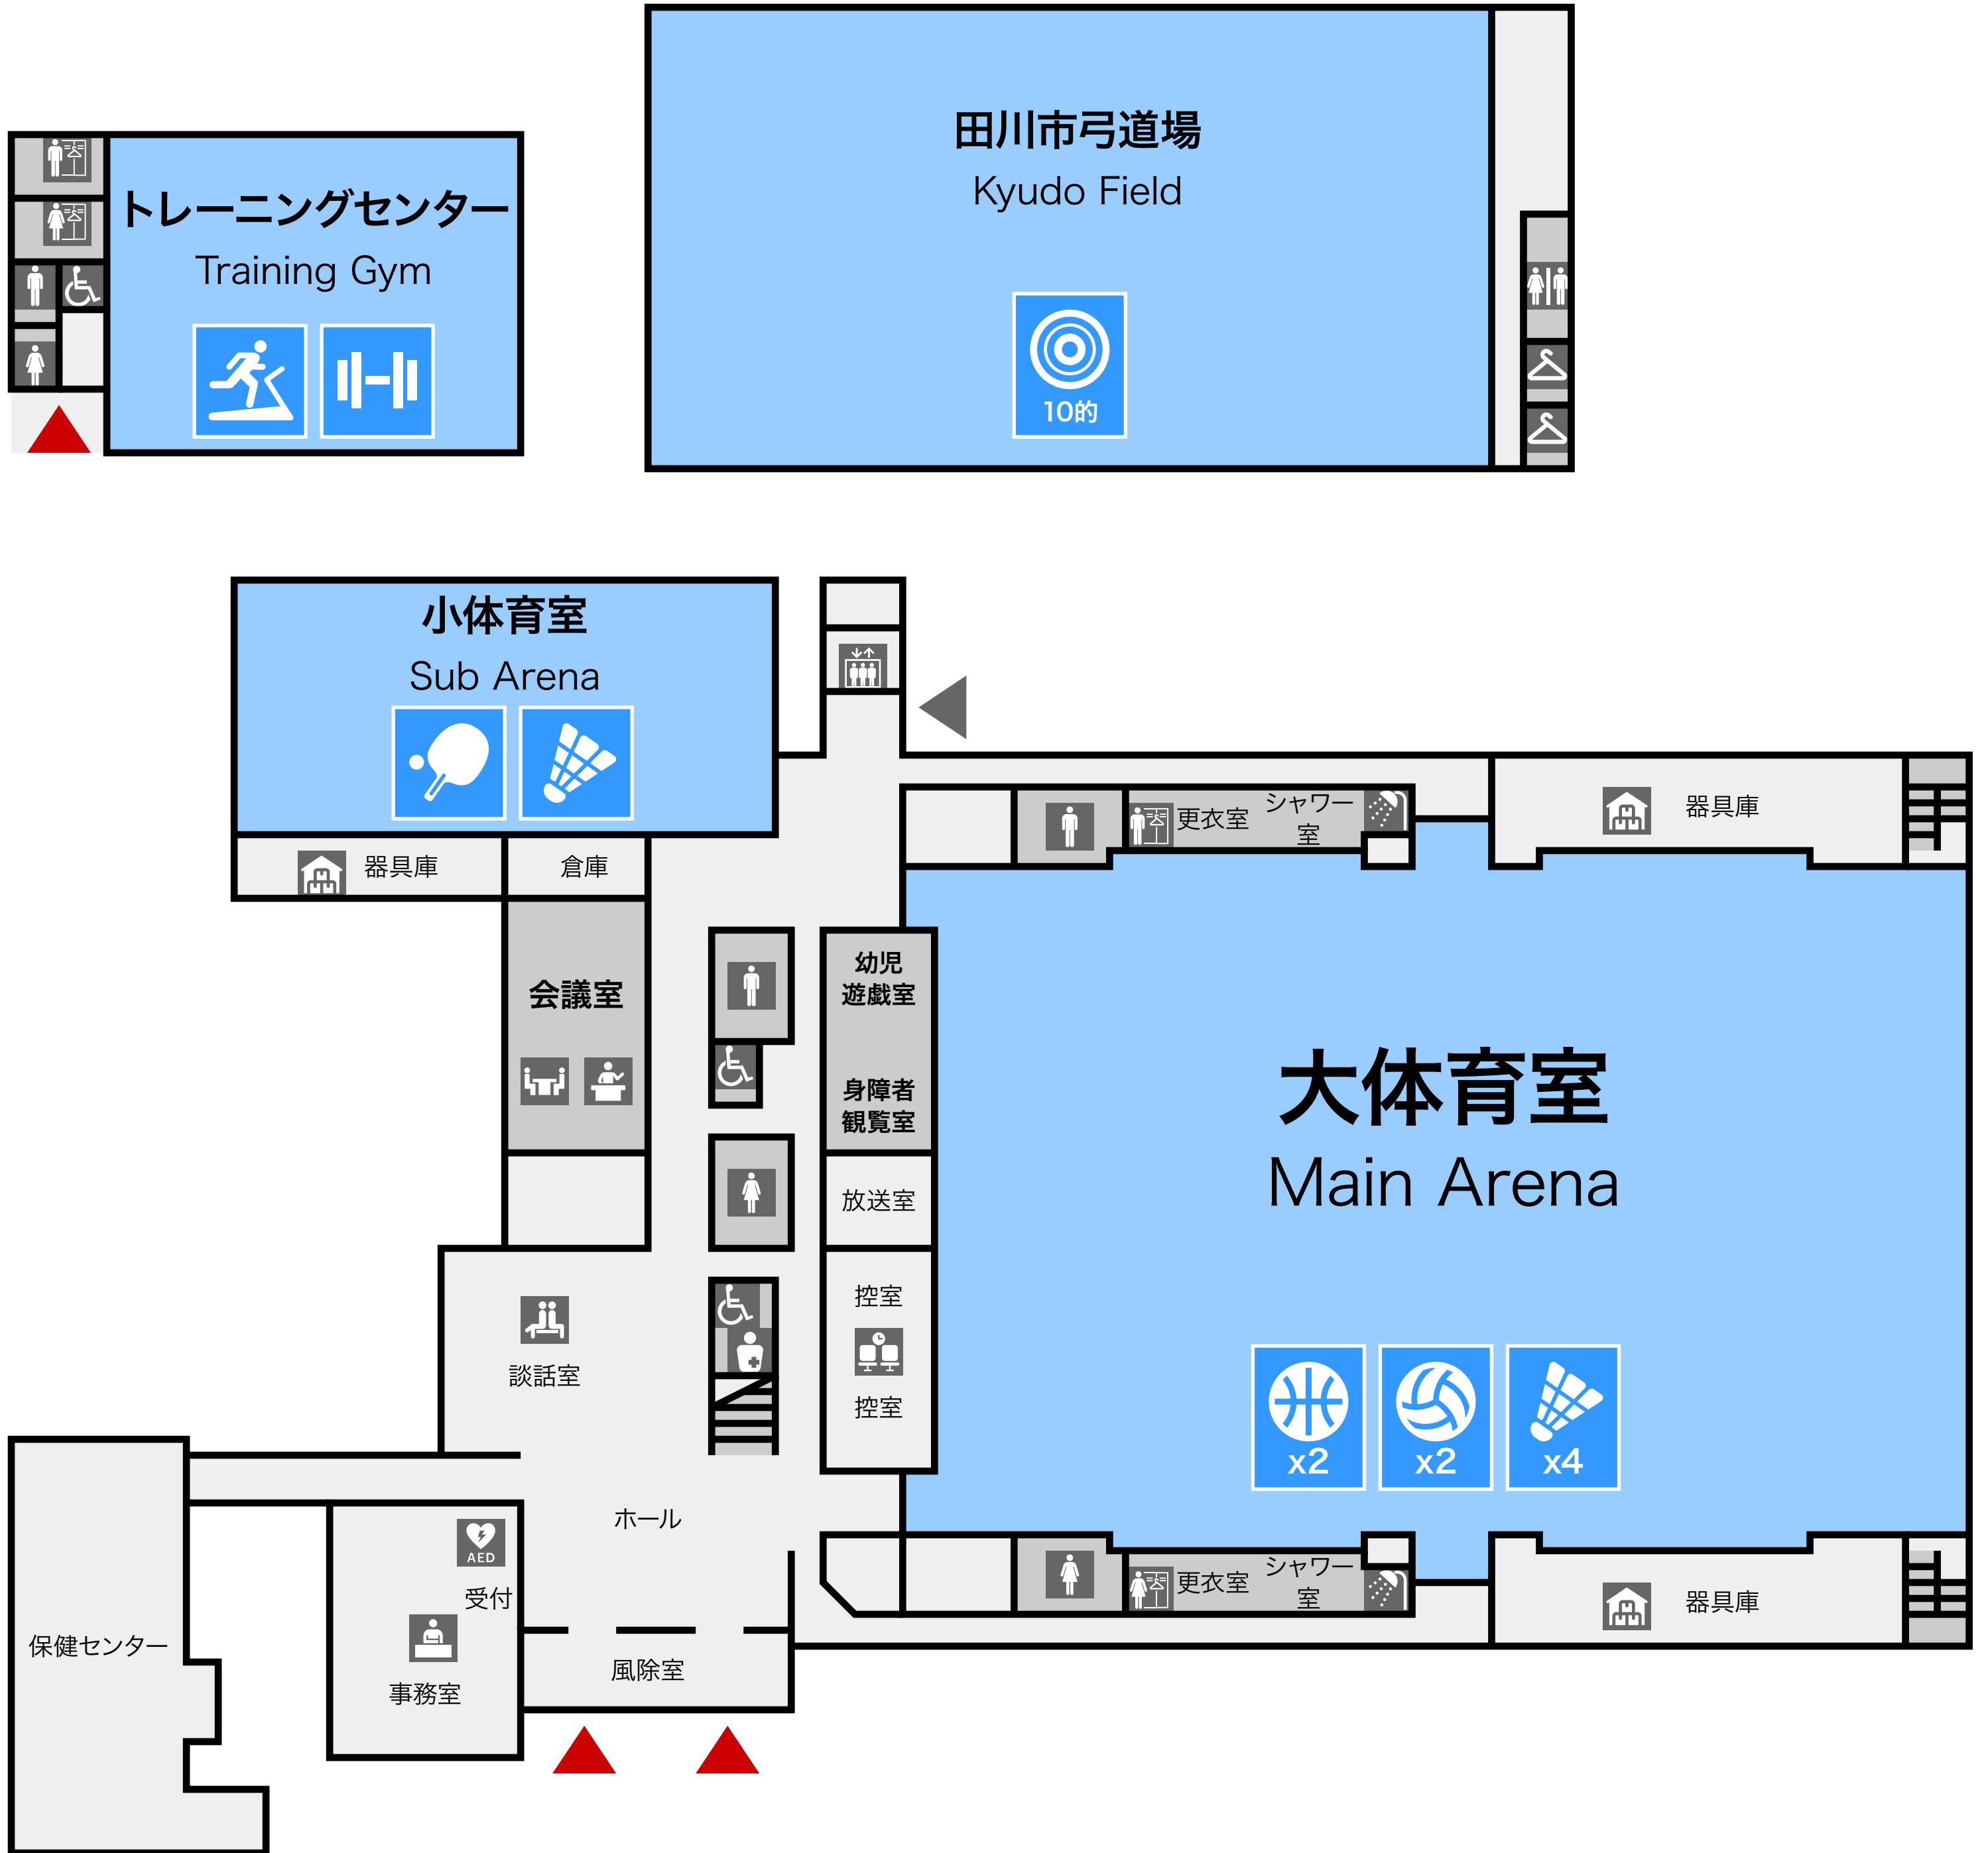 田川市弓道場
Kyudo Field
10的
トレーニングセンター
Training Gym
小体育室
Sub Arena
器具庫
倉庫
会議室
幼児
遊戯室
身障者
観覧室
放送室
控室
控室
更衣室
シャワー
室
器具庫
大体育室
Main Arena
x2
x2
x4
談話室
ホール
AED
受付
事務室
風除室
保健センター
更衣室
シャワー
室
器具庫